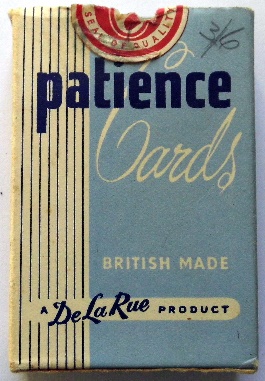 SEAL OF QUALITY
3/6
patience
Cards
BRITISH MADE
A De La Rue PRODUCT